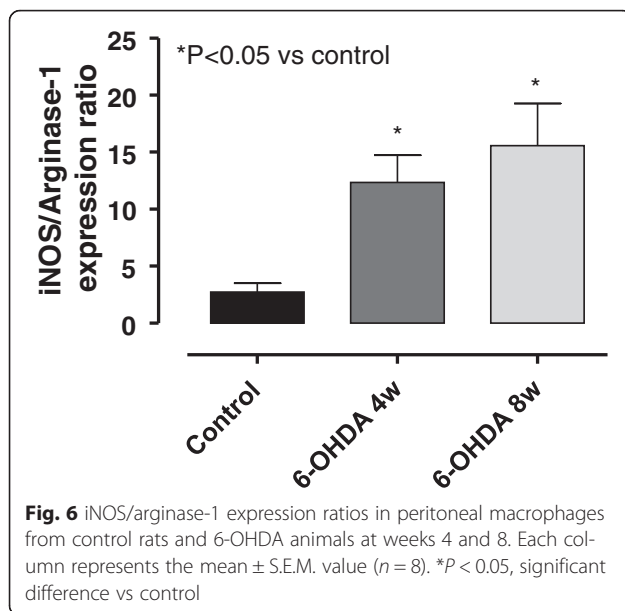 25
20
15
10
5
0
iNOS/Arginase-1
expression ratio
*P<0.05 vs control
*
*
Control
6-OHDA 4w
6-OHDA 8w
Fig. 6 iNOS/arginase-1 expression ratios in peritoneal macrophages
from control rats and 6-OHDA animals at weeks 4 and 8. Each col-
umn represents the mean ± S.E.M. value (n = 8). *P < 0.05, significant
difference vs control